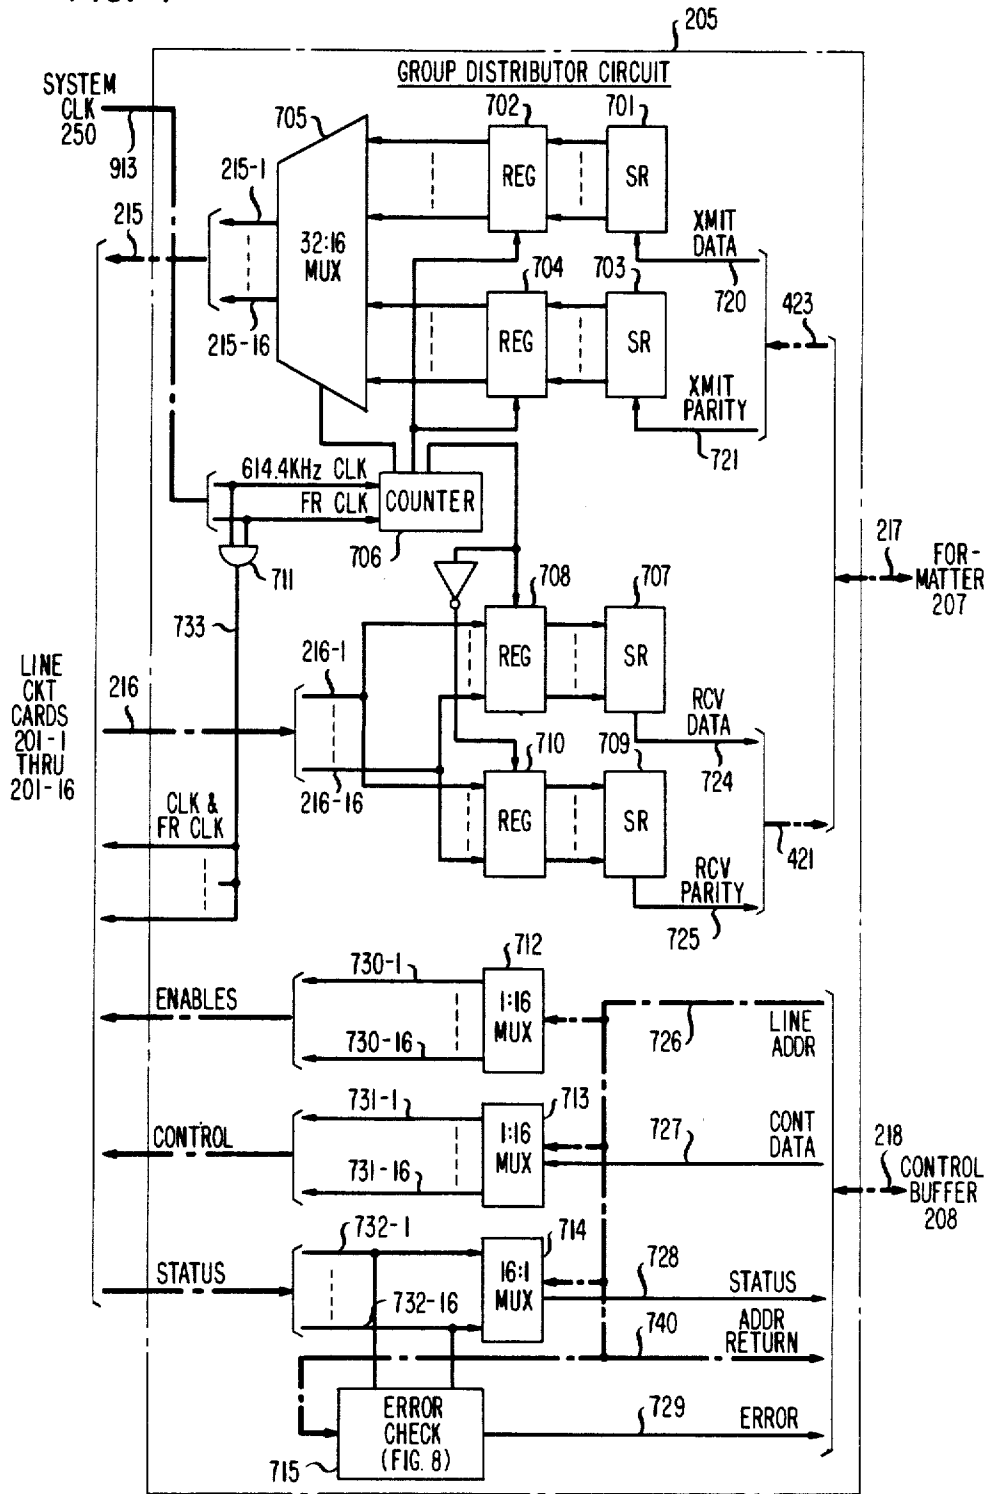 205
GROUP DISTRIBUTOR CIRCUIT
SYSTEM
CLK
250
913
705
702
701
REG
SR
215-1
215
32:16
MUX
XMIT
DATA
720
704
703
REG
SR
423
215-16
XMIT
PARITY
721
614.4KHz CLK
FR CLK
COUNTER
706
711
217
FOR-
MATTER
207
708
707
733
REG
SR
LINE
CKT
CARDS
201-1
THRU
201-16
216
216-1
RCV
DATA
724
710
709
216-16
REG
SR
CLK &
FR CLK
421
RCV
PARITY
725
712
730-1
ENABLES
1:16
MUX
726
LINE
ADDR
730-16
713
731-1
CONTROL
1:16
MUX
727
CONT
DATA
731-16
218
CONTROL
BUFFER
208
732-1
714
STATUS
16:1
MUX
728
STATUS
732-16
740
ADDR
RETURN
ERROR
CHECK
(FIG. 8)
729
ERROR
715